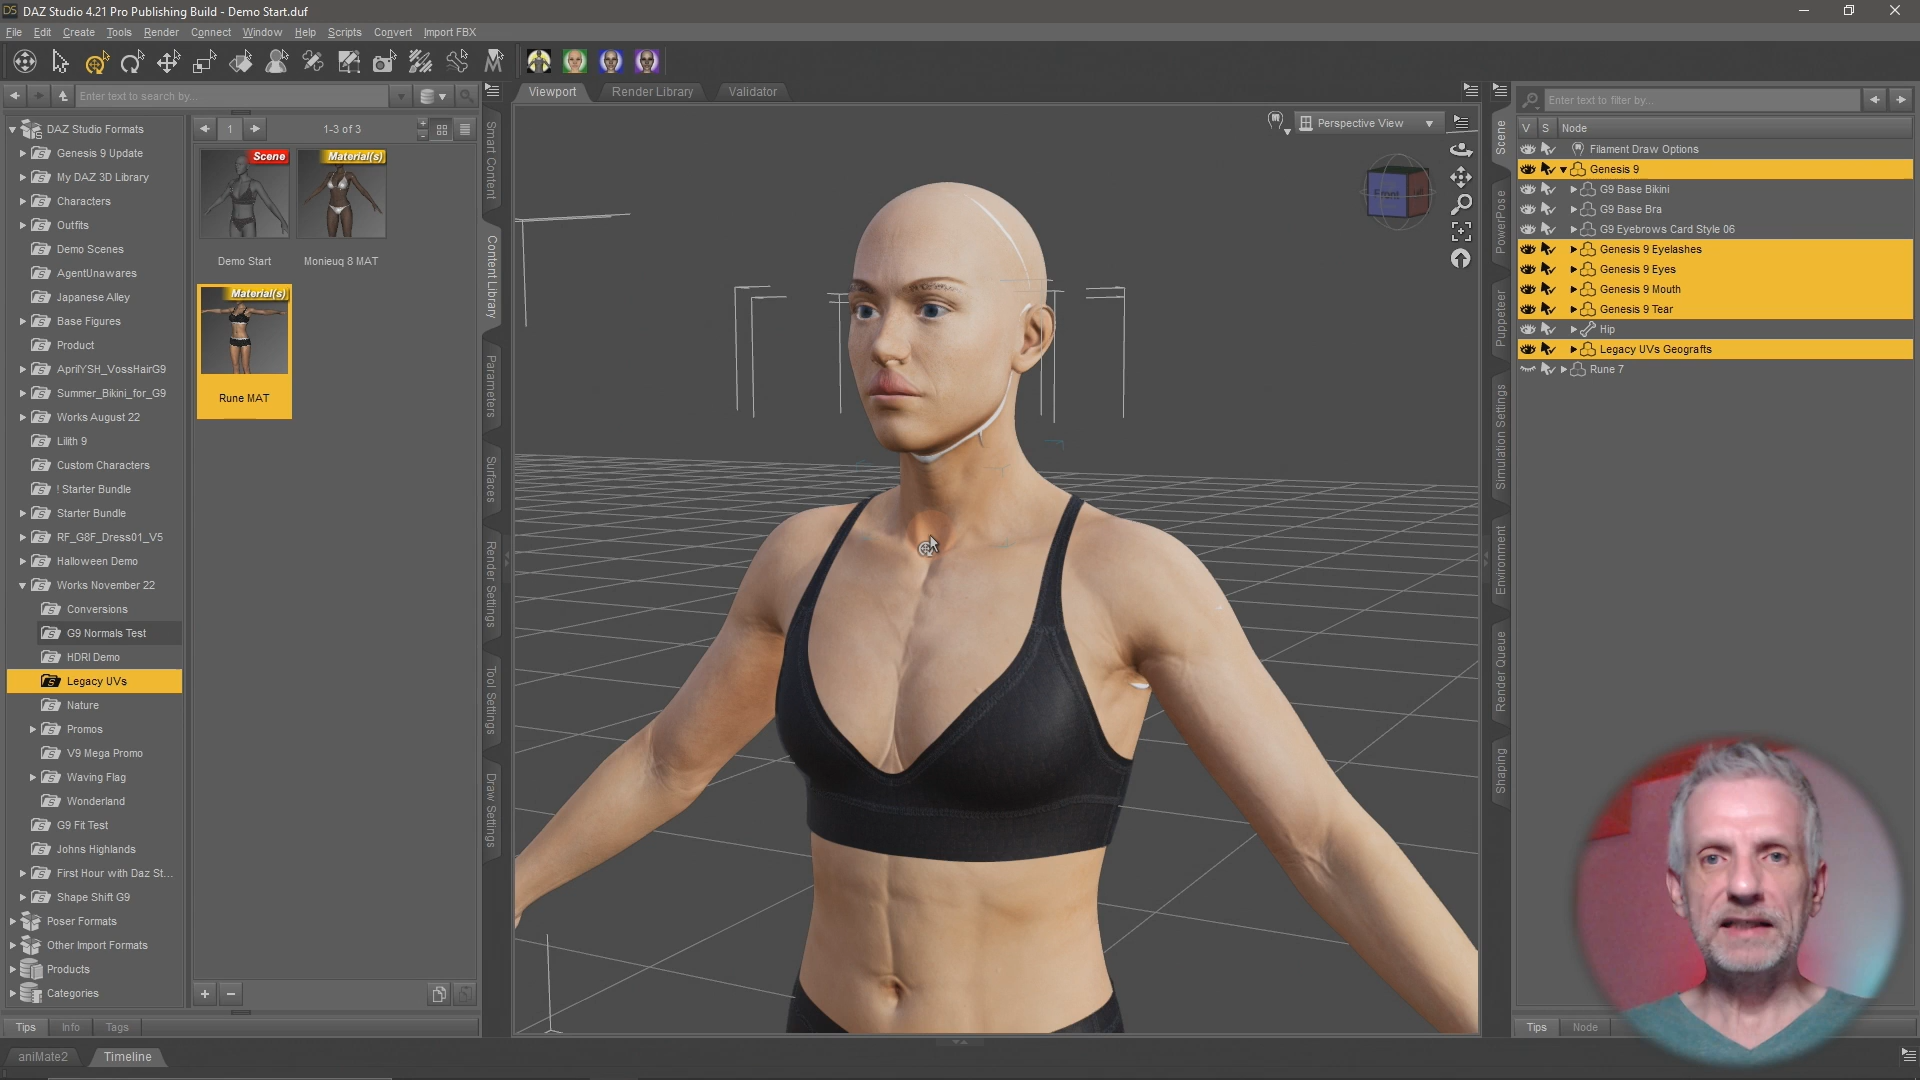 DAZ Studio 4.21 Pro Publishing Build - Demo Start.duf
File Edit Create Tools Render Connect Window Help Scripts Convert Import FBX
Enter text to search by...
DAZ Studio Formats
Genesis 9 Update
My DAZ 3D Library
Characters
Outfits
Demo Scenes
AgentUnawares
Japanese Alley
Base Figures
Product
AprilYSH_VossHairG9
Summer_Bikini_for_G9
Works August 22
Lilith 9
Custom Characters
! Starter Bundle
Starter Bundle
RF_G8F_Dress01_V5
Halloween Demo
Works November 22
Conversions
G9 Normals Test
HDRI Demo
Legacy UVs
Nature
Promos
V9 Mega Promo
Waving Flag
Wonderland
G9 Fit Test
Johns Highlands
First Hour with Daz St...
Shape Shift G9
Poser Formats
Other Import Formats
Products
Categories
Tips Info Tags
aniMate2 Timeline
1 1-3 of 3
Scene
Material(s)
Demo Start
Monieuq 8 MAT
Material(s)
Rune MAT
Smart Content
Content Library
Parameters
Surfaces
Render Settings
Tool Settings
Draw Settings
Viewport Render Library Validator
Perspective View
Front
Scene
PowerPose
Puppeteer
Simulation Settings
Environment
Render Queue
Shaping
Enter text to filter by...
V S Node
Filament Draw Options
Genesis 9
G9 Base Bikini
G9 Base Bra
G9 Eyebrows Card Style 06
Genesis 9 Eyelashes
Genesis 9 Eyes
Genesis 9 Mouth
Genesis 9 Tear
Hip
Legacy UVs Geografts
Rune 7
Tips Node